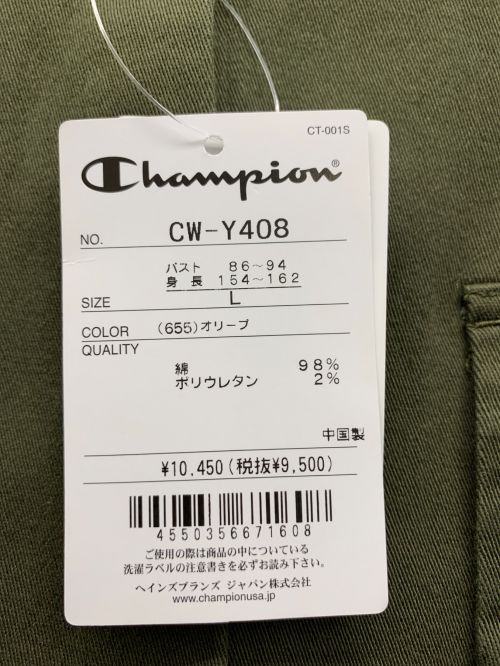 CT-001S
Champion®
NO. CW-Y408
バスト 86～94
身長 154～162
SIZE L
COLOR (655)オリーブ
QUALITY
綿 98%
ポリウレタン 2%
中国製
¥10,450(税抜¥9,500)
4550356671608
ご使用の際は商品の中についている
洗濯ラベルの注意書きを必ずお読み下さい。
ヘインズブランズ ジャパン株式会社
www.championusa.jp